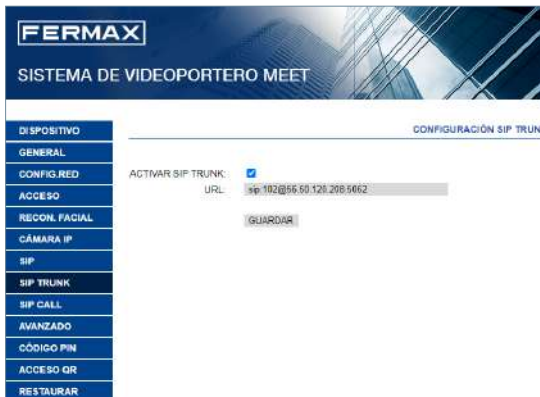 FERMAX
SISTEMA DE VIDEOPORTERO MEET
DISPOSITIVO
CONFIGURACIÓN SIP TRUN
GENERAL
CONFIG.RED
ACTIVAR SIP TRUNK:
ACCESO
URL: sip:102@56.50.120.208:5062
RECON. FACIAL
GUARDAR
CÁMARA IP
SIP
SIP TRUNK
SIP CALL
AVANZADO
CÓDIGO PIN
ACCESO QR
RESTAURAR